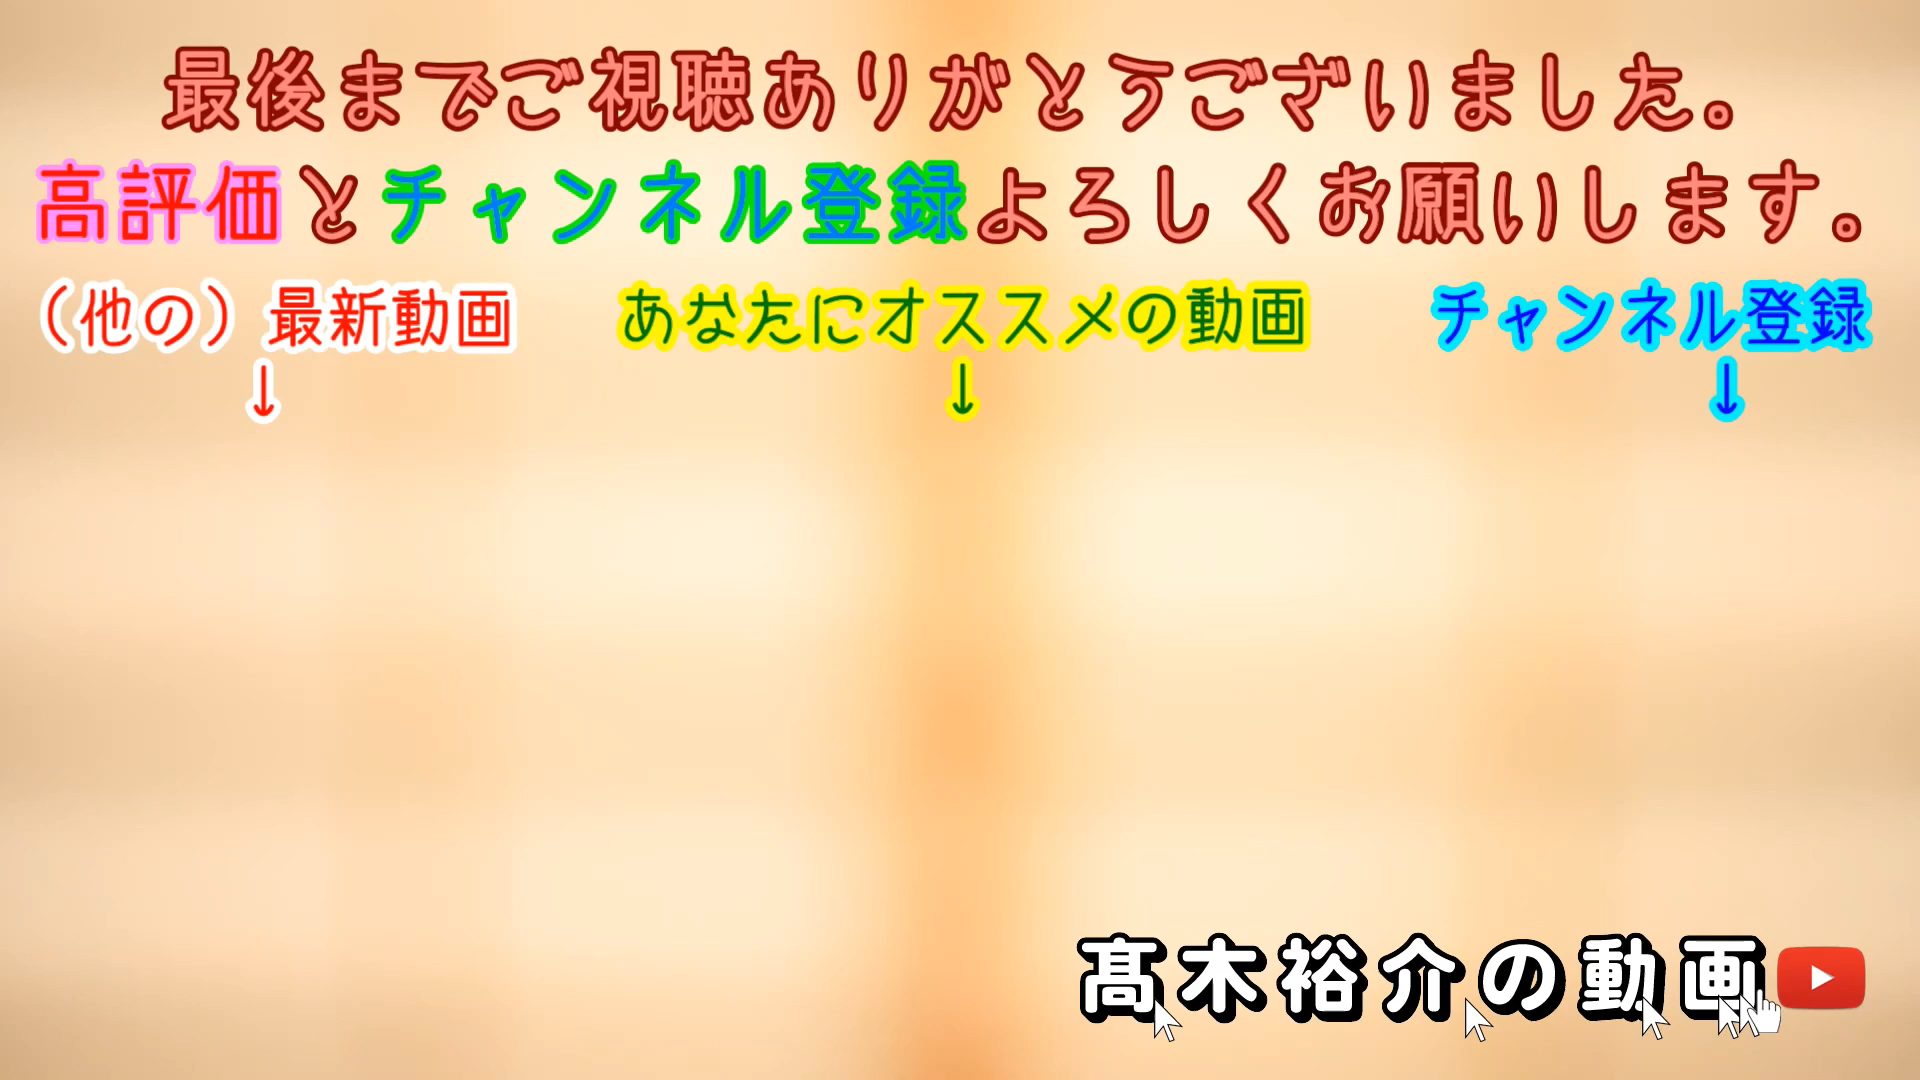 最後までご視聴ありがとうございました。
高評価とチャンネル登録よろしくお願いします。
（他の）最新動画 あなたにオススメの動画 チャンネル登録
↓ ↓ ↓
髙木裕介の動画